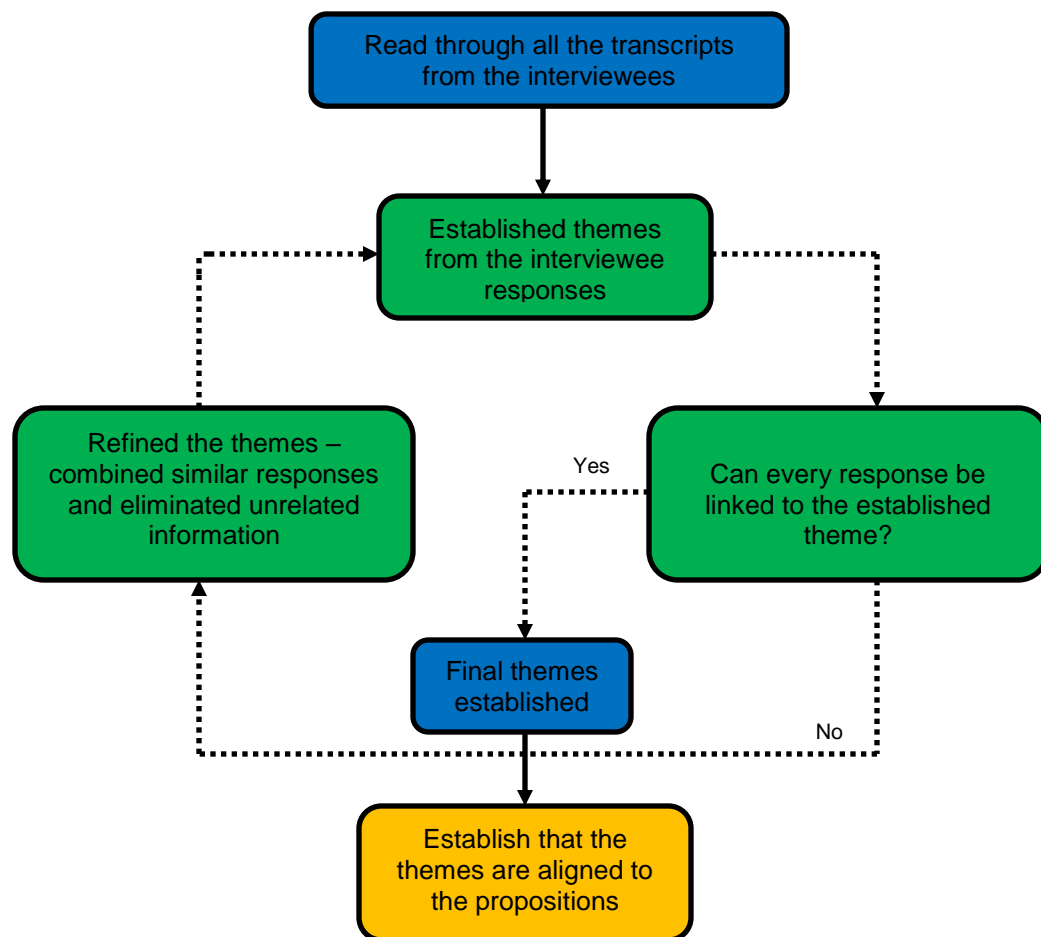 Read through all the transcripts
from the interviewees
Established themes
from the interviewee
responses
Refined the themes –
combined similar responses
and eliminated unrelated
information
Yes
Can every response be
linked to the established
theme?
Final themes
established
No
Establish that the
themes are aligned to
the propositions